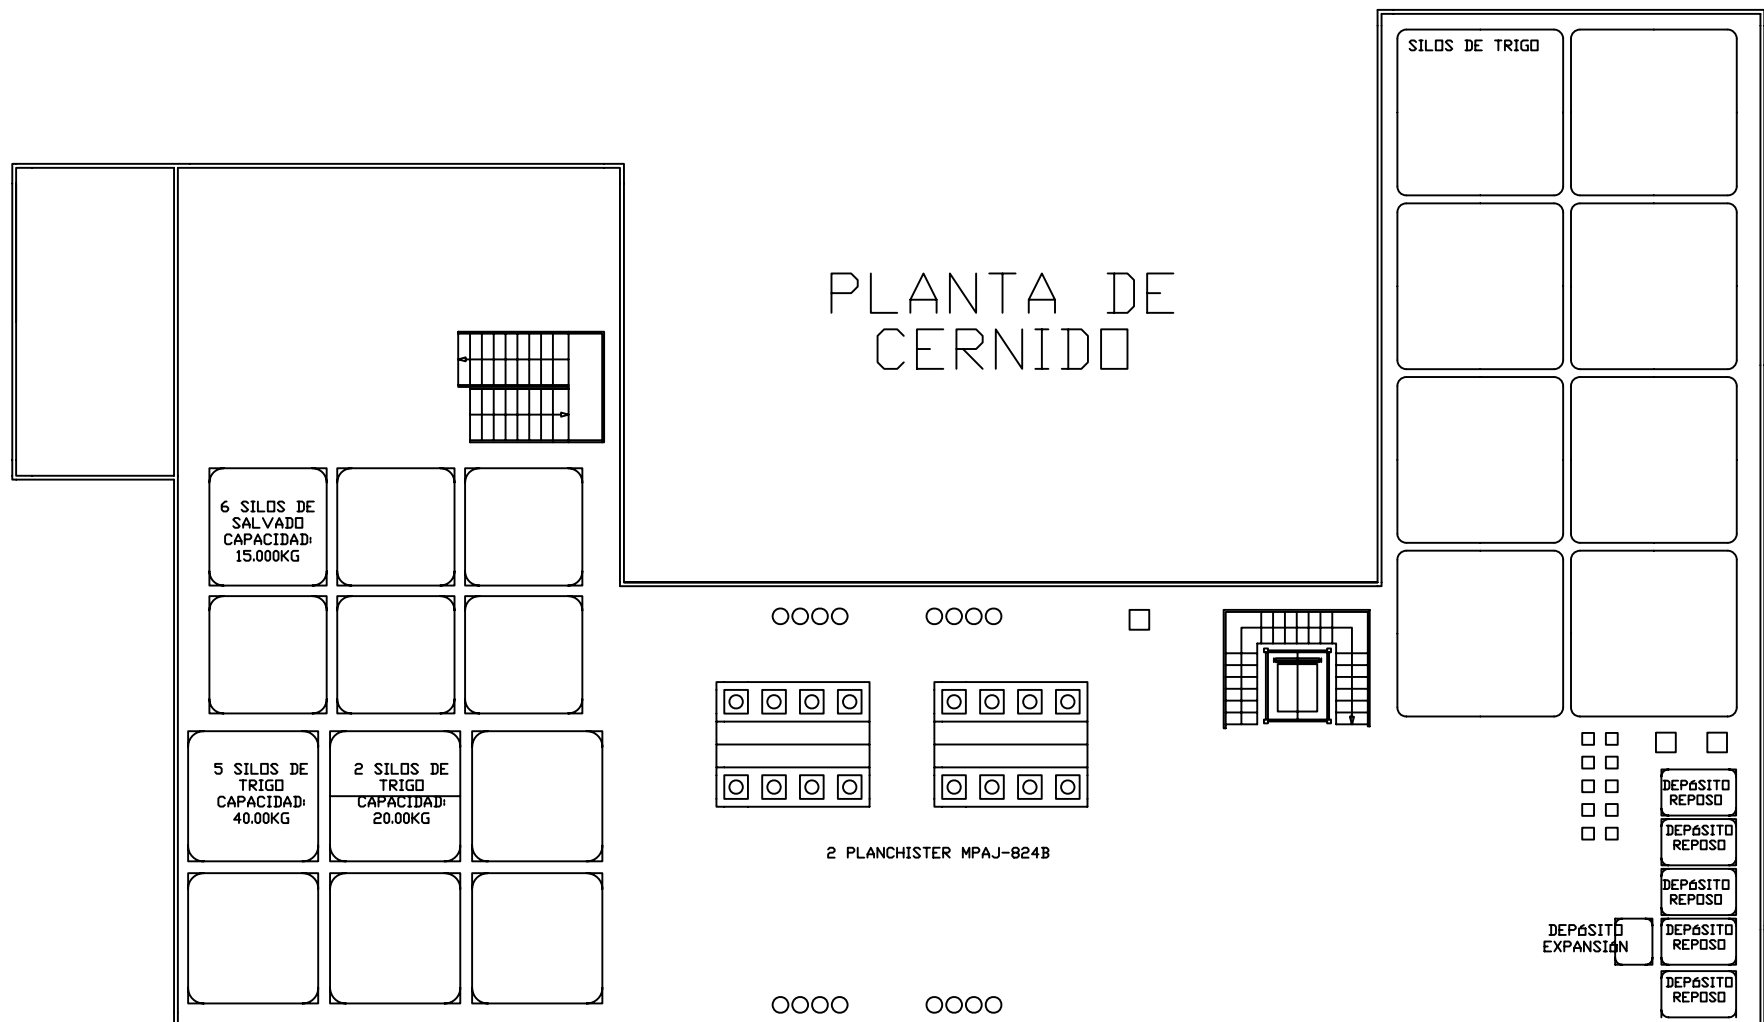 SILOS DE TRIGO
PLANTA DE
CERNIDO
6 SILOS DE
SALVADO
CAPACIDAD:
15.000KG
5 SILOS DE
TRIGO
CAPACIDAD:
40.00KG
2 SILOS DE
TRIGO
CAPACIDAD:
20.00KG
2 PLANCHISTER MPAJ-824B
DEPóSITO
REPOSO
DEPóSITO
REPOSO
DEPóSITO
REPOSO
DEPóSITO
EXPANSIóN
DEPóSITO
REPOSO
DEPóSITO
REPOSO